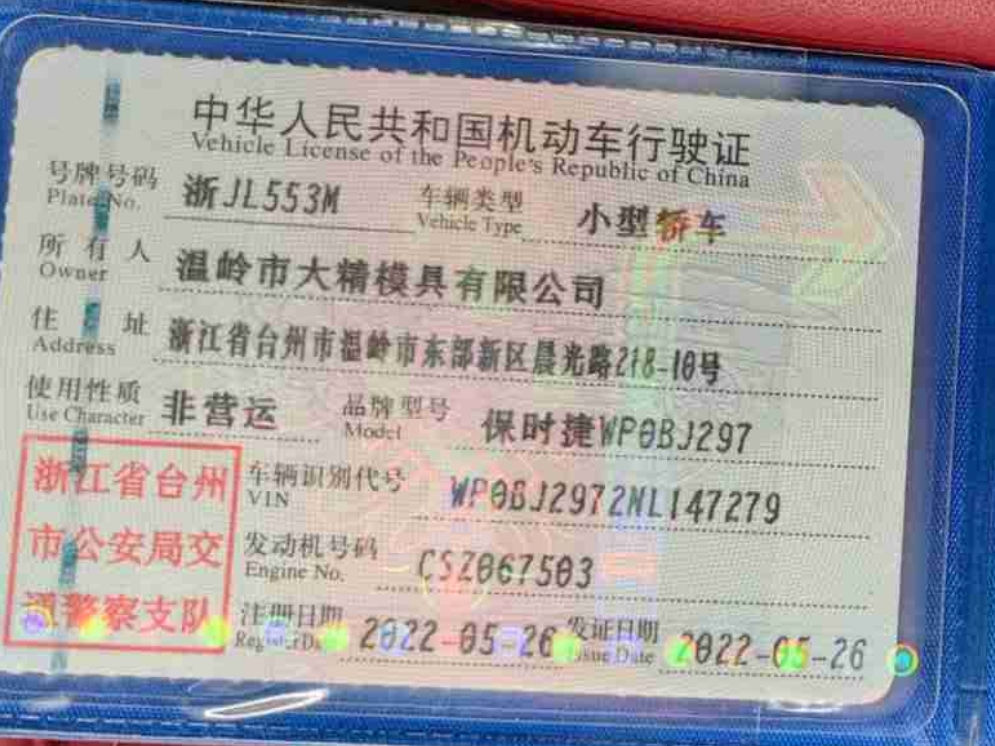 中华人民共和国机动车行驶证
Vehicle License of the People's Republic of China
号牌号码 浙JL553M 车辆类型 小型轿车
Plate No. Vehicle Type
所有人 温岭市大精模具有限公司
Owner
住址 浙江省台州市温岭市东部新区晨光路218-10号
Address
使用性质 非营运 品牌型号 保时捷WP0BJ297
Use Character Model
浙江省台州
市公安局交
通警察支队
车辆识别代号 WP0BJ2972NL147279
VIN
发动机号码 CSZ067503
Engine No.
注册日期 2022-05-26 发证日期 2022-05-26
Register Date Issue Date